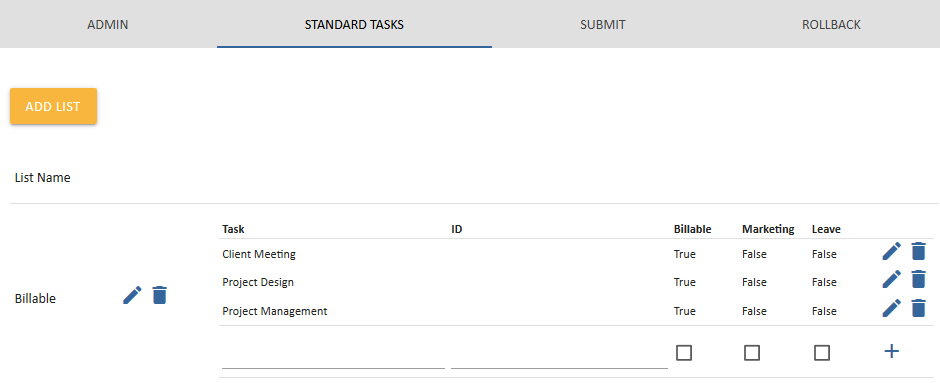 ADMIN STANDARD TASKS SUBMIT ROLLBACK
ADD LIST
List Name
Task ID Billable Marketing Leave
Client Meeting True False False
Project Design True False False
Billable
Project Management True False False